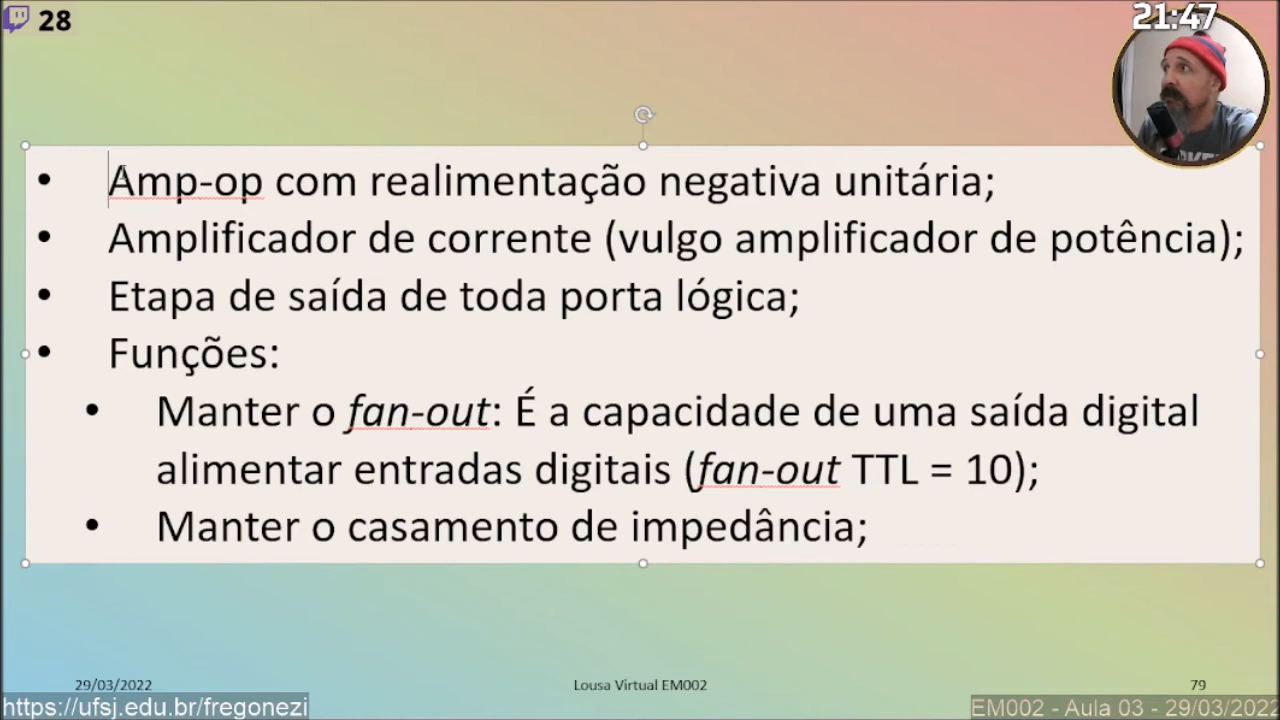 28
21:47
• Amp-op com realimentação negativa unitária;
• Amplificador de corrente (vulgo amplificador de potência);
• Etapa de saída de toda porta lógica;
• Funções:
• Manter o fan-out: É a capacidade de uma saída digital
alimentar entradas digitais (fan-out TTL = 10);
• Manter o casamento de impedância;
29/03/2022
Lousa Virtual EM002
79
https://ufsj.edu.br/fregonezi
EM002 - Aula 03 - 29/03/2022